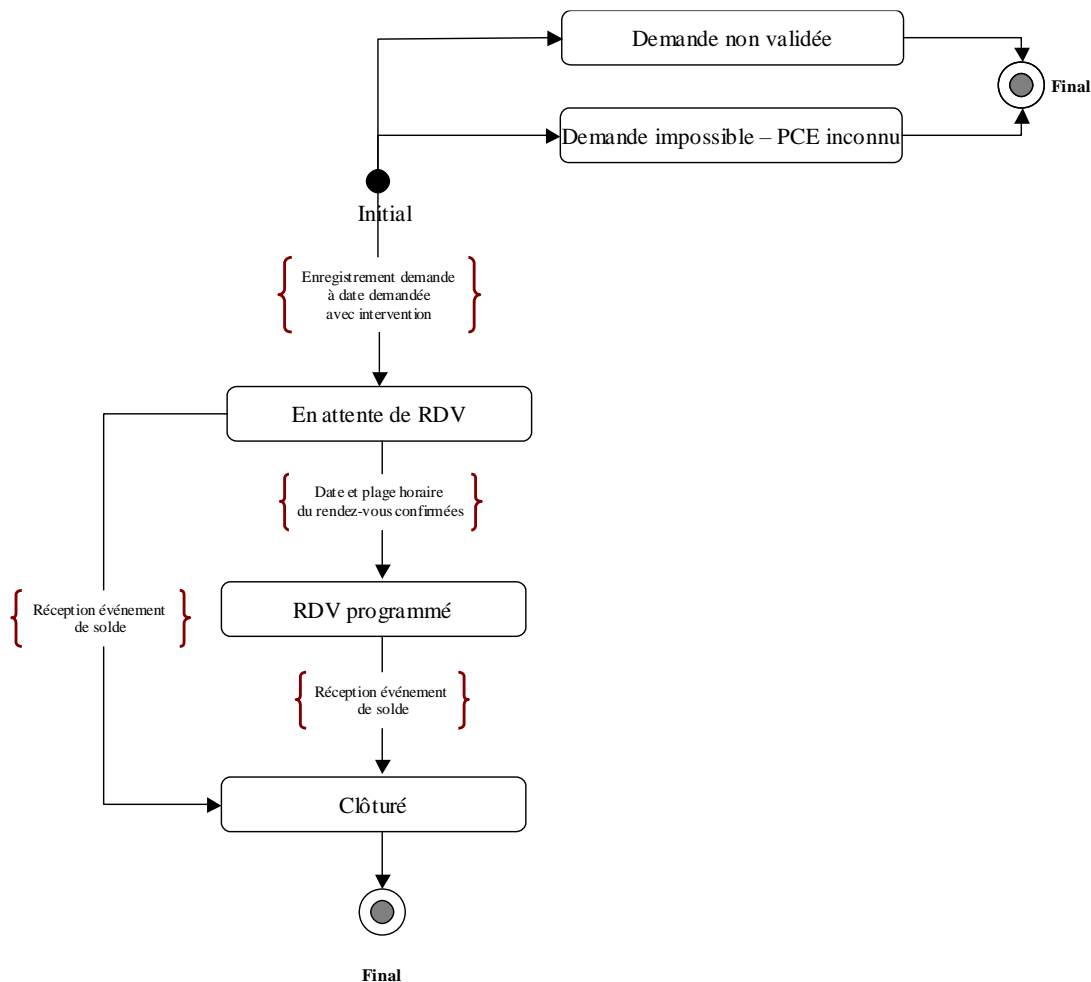 Demande non validée
Final
Demande impossible – PCE inconnu
Initial
Enregistrement demande
à date demandée
avec intervention
En attente de RDV
Date et plage horaire
du rendez-vous confirmées
RDV programmé
Réception événement
de solde
Réception événement
de solde
Clôturé
Final